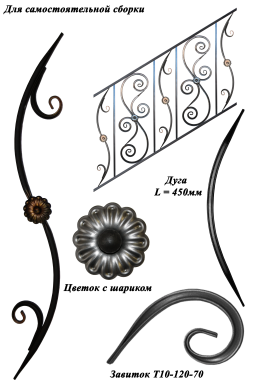 Для самостоятельной сборки
Дуга
L = 450мм
Цветок с шариком
Завиток Т10-120-70